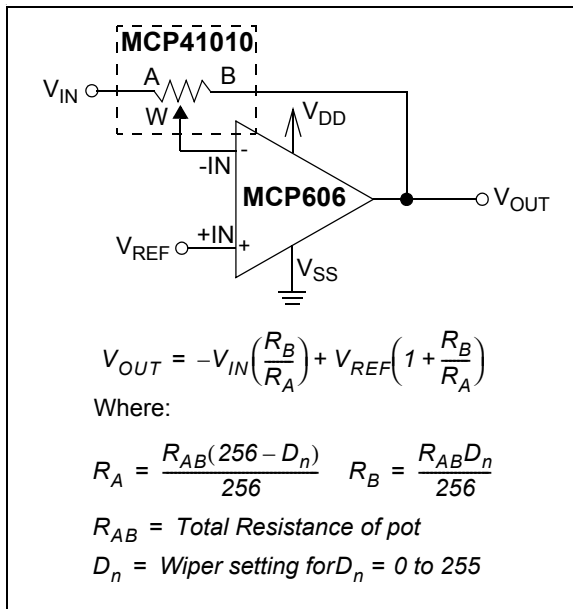 MCP41010
A B
V_IN
W
V_DD
-IN -
MCP606
V_OUT
V_REF +IN +
V_SS
V_OUT = -V_IN(R_B/R_A) + V_REF(1 + R_B/R_A)
Where:
R_A = R_AB(256 – D_n)/256 R_B = R_AB D_n/256
R_AB = Total Resistance of pot
D_n = Wiper setting forD_n = 0 to 255